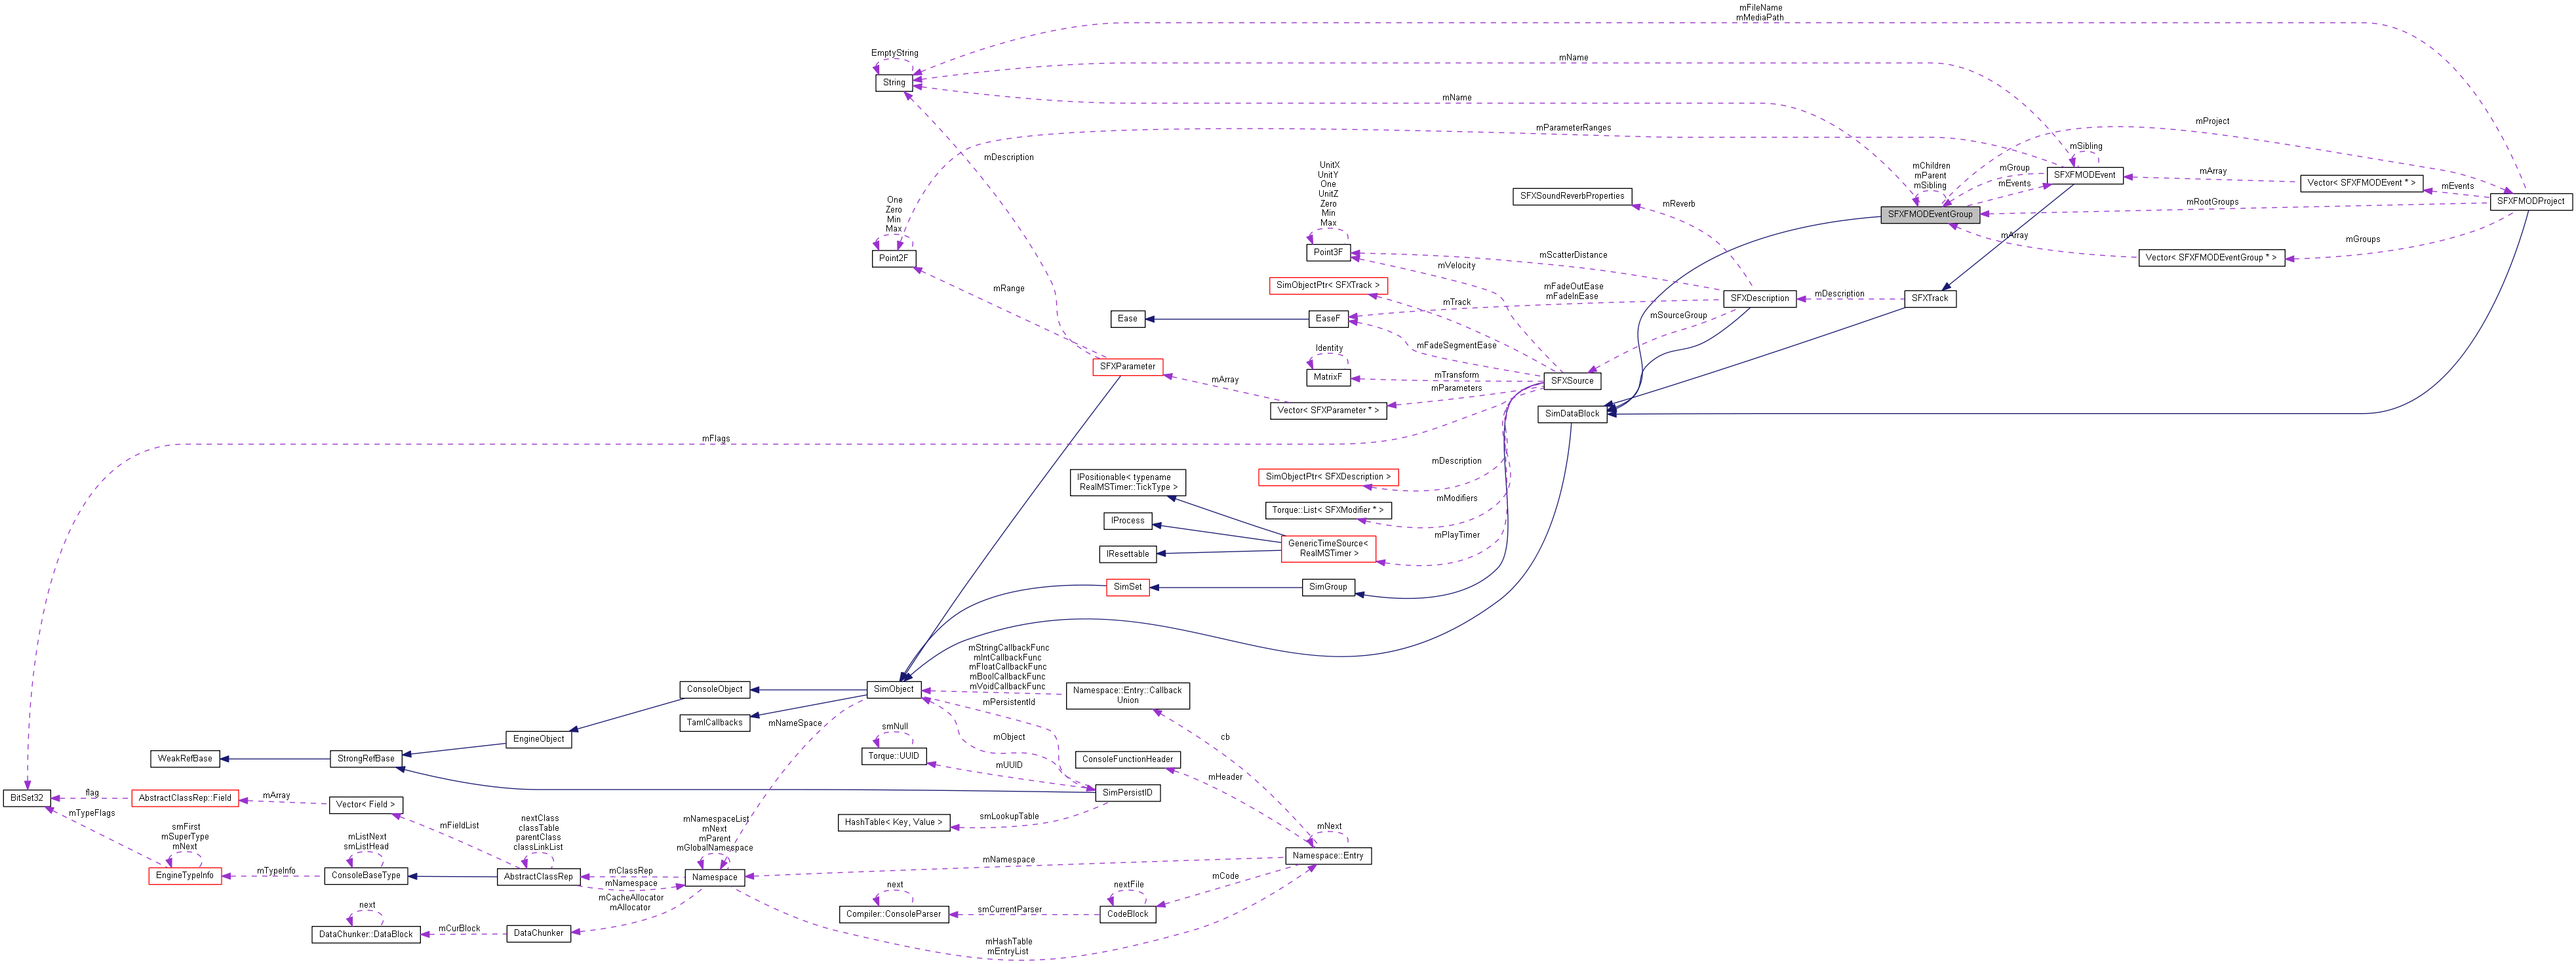 mFileName
mMediaPath
EmptyString
mName
String
mName
mProject
mParameterRanges
mSibling
mDescription
UnitX
UnitY
One
UnitZ
Zero
Min
Max
mChildren
mParent
mSibling
mGroup
SFXFMODEvent
mArray
Vector< SFXFMODEvent * >
mEvents
mEvents
SFXFMODProject
One
Zero
Min
Max
SFXSoundReverbProperties
mReverb
mRootGroups
SFXFMODEventGroup
mArray
mGroups
Point2F
Point3F
mScatterDistance
Vector< SFXFMODEventGroup * >
mVelocity
mRange
SimObjectPtr< SFXTrack >
mFadeOutEase
mFadeInEase
mTrack
SFXDescription
mDescription
SFXTrack
Ease
EaseF
mSourceGroup
mFadeSegmentEase
Identity
SFXParameter
MatrixF
mTransform
SFXSource
mArray
mParameters
Vector< SFXParameter * >
SimDataBlock
mFlags
mDescription
IPositionable< typename
RealMSTimer::TickType >
SimObjectPtr< SFXDescription >
mModifiers
Torque::List< SFXModifier * >
IProcess
mPlayTimer
GenericTimeSource<
RealMSTimer >
IResettable
SimSet
SimGroup
mStringCallbackFunc
mIntCallbackFunc
mFloatCallbackFunc
mBoolCallbackFunc
mVoidCallbackFunc
ConsoleObject
SimObject
Namespace::Entry::Callback
Union
mPersistentId
TamlCallbacks
mNameSpace
smNull
EngineObject
mObject
cb
WeakRefBase
StrongRefBase
Torque::UUID
mUUID
ConsoleFunctionHeader
mHeader
BitSet32
flag
AbstractClassRep::Field
mArray
Vector< Field >
SimPersistID
mTypeFlags
mFieldList
HashTable< Key, Value >
smLookupTable
smFirst
mSuperType
mNext
mListNext
smListHead
nextClass
classTable
parentClass
classLinkList
mNamespaceList
mNext
mParent
mGlobalNamespace
mNext
mNamespace
Namespace::Entry
EngineTypeInfo
mTypeInfo
ConsoleBaseType
AbstractClassRep
mClassRep
mNamespace
Namespace
mCode
next
nextFile
mCacheAllocator
mAllocator
next
Compiler::ConsoleParser
smCurrentParser
CodeBlock
DataChunker::DataBlock
mCurBlock
DataChunker
mHashTable
mEntryList